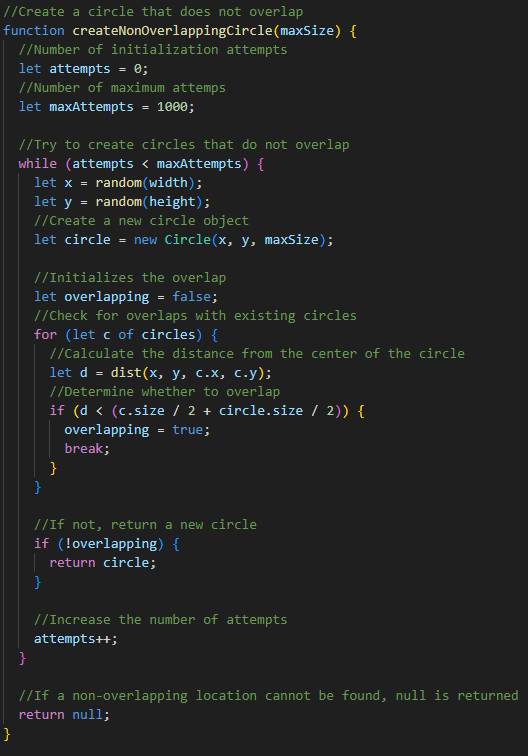 //Create a circle that does not overlap
function createNonOverlappingCircle(maxSize) {
//Number of initialization attempts
let attempts = 0;
//Number of maximum attemps
let maxAttempts = 1000;
//Try to create circles that do not overlap
while (attempts < maxAttempts) {
let x = random(width);
let y = random(height);
//Create a new circle object
let circle = new Circle(x, y, maxSize);
//Initializes the overlap
let overlapping = false;
//Check for overlaps with existing circles
for (let c of circles) {
//Calculate the distance from the center of the circle
let d = dist(x, y, c.x, c.y);
//Determine whether to overlap
if (d < (c.size / 2 + circle.size / 2)) {
overlapping = true;
break;
}
}
//If not, return a new circle
if (!overlapping) {
return circle;
}
//Increase the number of attempts
attempts++;
}
//If a non-overlapping location cannot be found, null is returned
return null;
}